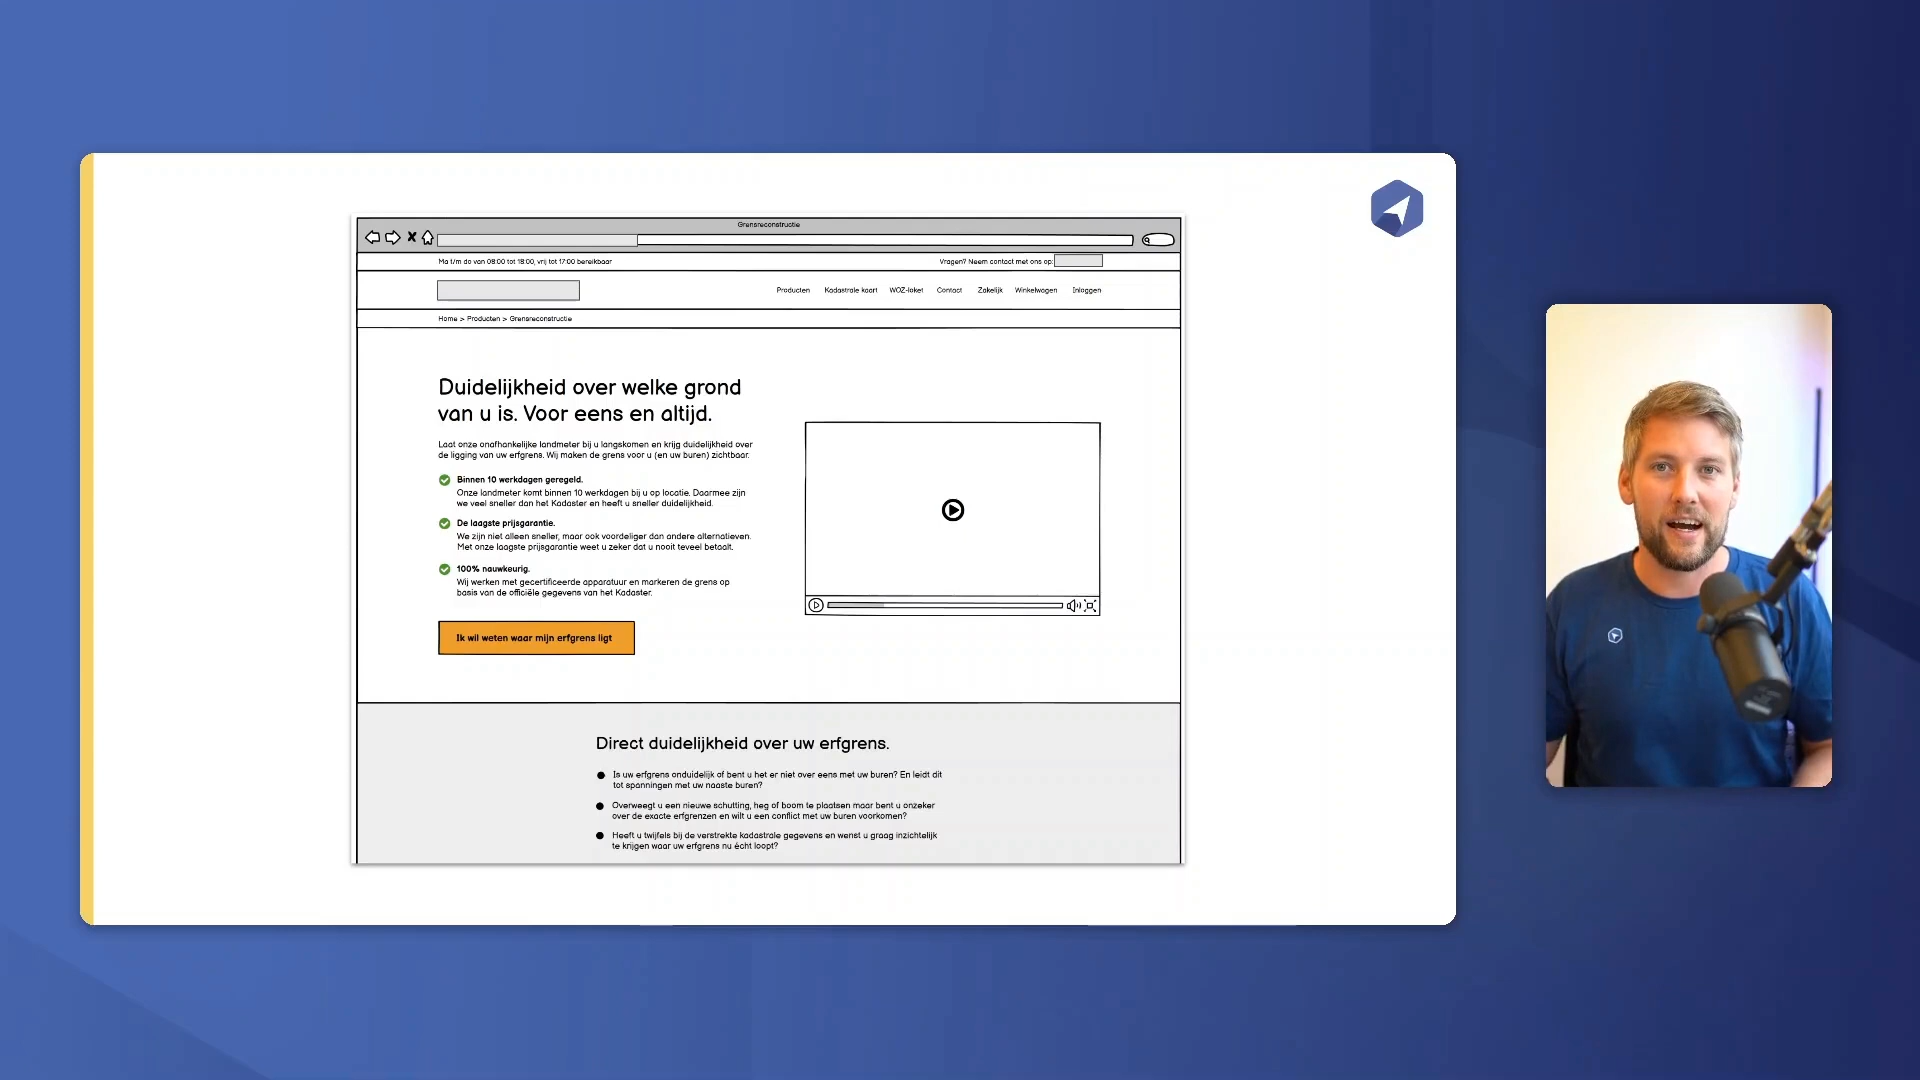 Grensreconstructie
Ma t/m do van 08:00 tot 18:00, vrij tot 17:00 bereikbaar
Vragen? Neem contact met ons op:
Producten Kadastrale kaart WOZ-loket Contact Zakelijk Winkelwagen Inloggen
Home > Producten > Grensreconstructie
Duidelijkheid over welke grond
van u is. Voor eens en altijd.
Laat onze onafhankelijke landmeter bij u langskomen en krijg duidelijkheid over
de ligging van uw erfgrens. Wij maken de grens voor u (en uw buren) zichtbaar.
Binnen 10 werkdagen geregeld.
Onze landmeter komt binnen 10 werkdagen bij u op locatie. Daarmee zijn
we veel sneller dan het Kadaster en heeft u sneller duidelijkheid.
De laagste prijsgarantie.
We zijn niet alleen sneller, maar ook voordeliger dan andere alternatieven.
Met onze laagste prijsgarantie weet u zeker dat u nooit teveel betaalt.
100% nauwkeurig.
Wij werken met gecertificeerde apparatuur en markeren de grens op
basis van de officiële gegevens van het Kadaster.
Ik wil weten waar mijn erfgrens ligt
Direct duidelijkheid over uw erfgrens.
Is uw erfgrens onduidelijk of bent u het er niet over eens met uw buren? En leidt dit
tot spanningen met uw naaste buren?
Overweegt u een nieuwe schutting, heg of boom te plaatsen maar bent u onzeker
over de exacte erfgrenzen en wilt u een conflict met uw buren voorkomen?
Heeft u twijfels bij de verstrekte kadastrale gegevens en wenst u graag inzichtelijk
te krijgen waar uw erfgrens nu écht loopt?